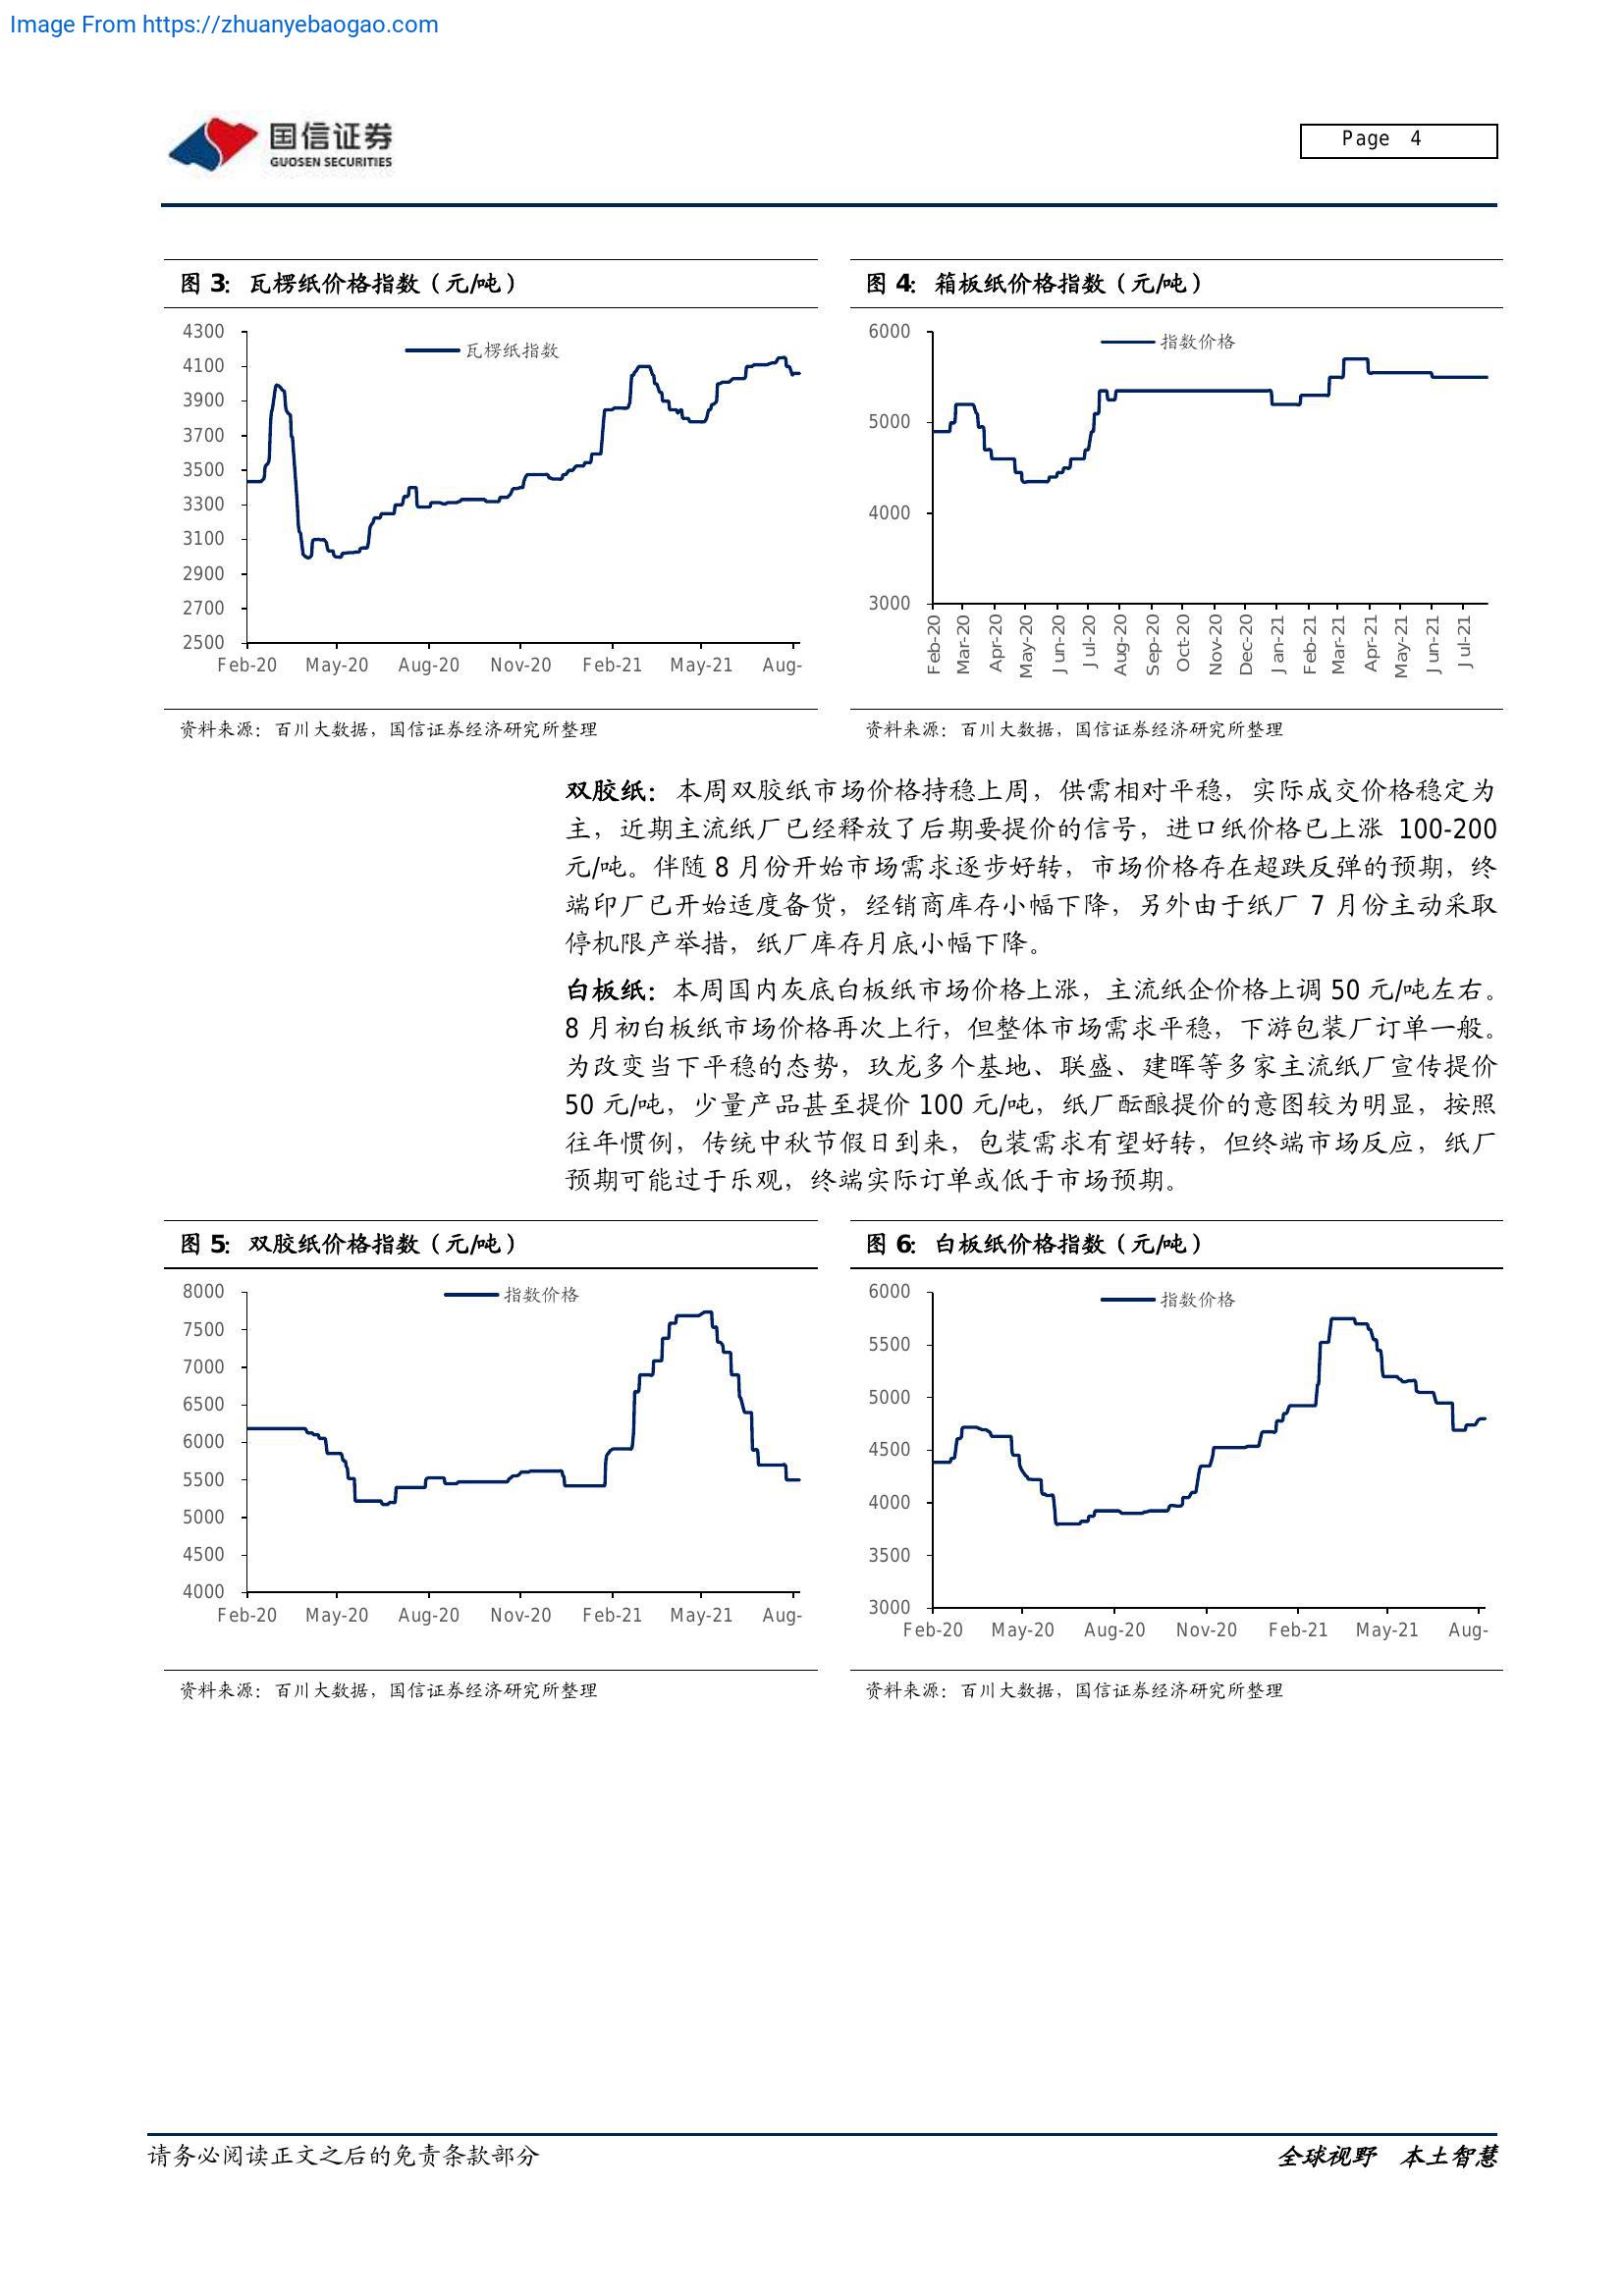 Image From https://zhuanyebaogao.com
国信证券
GUOSEN SECURITIES
Page 4
图 3：瓦楞纸价格指数（元/吨）
4300
4100
3900
3700
3500
3300
3100
2900
2700
2500
瓦楞纸指数
Feb-20 May-20 Aug-20 Nov-20 Feb-21 May-21 Aug-
资料来源：百川大数据，国信证券经济研究所整理
图 4：箱板纸价格指数（元/吨）
6000
5000
4000
3000
指数价格
Feb-20 Mar-20 Apr-20 May-20 Jun-20 Jul-20 Aug-20 Sep-20 Oct-20 Nov-20 Dec-20 Jan-21 Feb-21 Mar-21 Apr-21 May-21 Jun-21 Jul-21
资料来源：百川大数据，国信证券经济研究所整理
双胶纸：本周双胶纸市场价格持稳上周，供需相对平稳，实际成交价格稳定为
主，近期主流纸厂已经释放了后期要提价的信号，进口纸价格已上涨 100-200
元/吨。伴随 8 月份开始市场需求逐步好转，市场价格存在超跌反弹的预期，终
端印厂已开始适度备货，经销商库存小幅下降，另外由于纸厂 7 月份主动采取
停机限产举措，纸厂库存月底小幅下降。
白板纸：本周国内灰底白板纸市场价格上涨，主流纸企价格上调 50 元/吨左右。
8 月初白板纸市场价格再次上行，但整体市场需求平稳，下游包装厂订单一般。
为改变当下平稳的态势，玖龙多个基地、联盛、建晖等多家主流纸厂宣传提价
50 元/吨，少量产品甚至提价 100 元/吨，纸厂酝酿提价的意图较为明显，按照
往年惯例，传统中秋节假日到来，包装需求有望好转，但终端市场反应，纸厂
预期可能过于乐观，终端实际订单或低于市场预期。
图 5：双胶纸价格指数（元/吨）
8000
7500
7000
6500
6000
5500
5000
4500
4000
指数价格
Feb-20 May-20 Aug-20 Nov-20 Feb-21 May-21 Aug-
资料来源：百川大数据，国信证券经济研究所整理
图 6：白板纸价格指数（元/吨）
6000
5500
5000
4500
4000
3500
3000
指数价格
Feb-20 May-20 Aug-20 Nov-20 Feb-21 May-21 Aug-
资料来源：百川大数据，国信证券经济研究所整理
请务必阅读正文之后的免责条款部分
全球视野 本土智慧